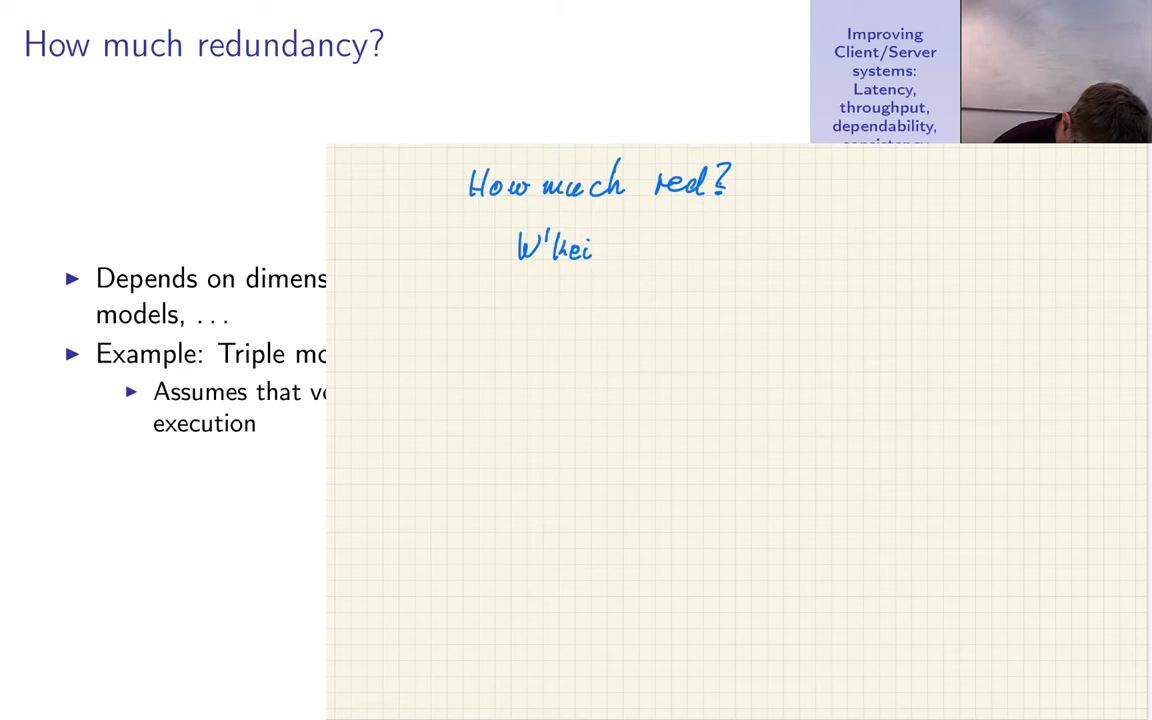 How much redundancy?
Improving
Client/Server
systems:
Latency,
throughput,
dependability,
consistency
How much red?
W'kei
Depends on dimens
models, ...
Example: Triple mo
Assumes that vo
execution